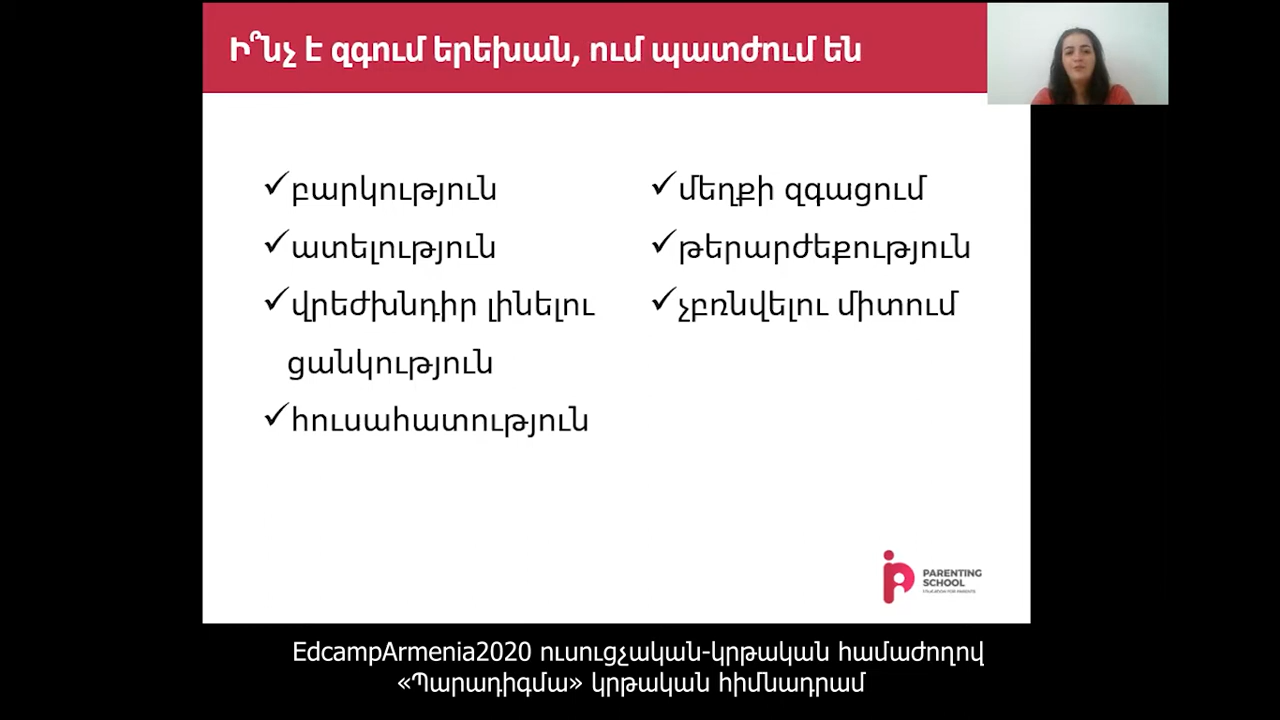 Ի՞նչ է զգում երեխան, ում պատժում են
✓բարկություն
✓ատելություն
✓վրեժխնդիր լինելու
ցանկություն
✓հուսահատություն
✓մեղքի զգացում
✓թերարժեքություն
✓չբռնվելու միտում
PARENTING
SCHOOL
EdcampArmenia2020 ուսուցչական-կրթական համաժողով
«Պարադիգմա» կրթական հիմնադրամ